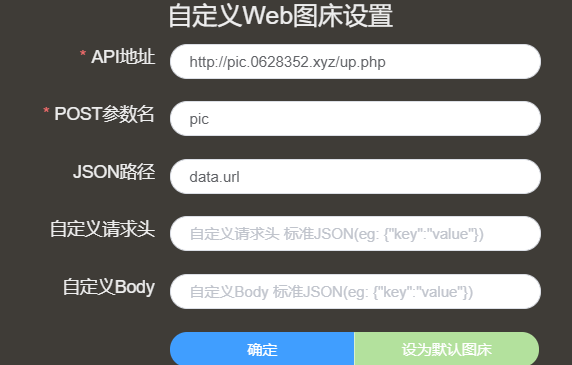 自定义Web图床设置
* API地址 http://pic.0628352.xyz/up.php
* POST参数名 pic
JSON路径 data.url
自定义请求头 自定义请求头 标准JSON(eg: {"key":"value"})
自定义Body 自定义Body 标准JSON(eg: {"key":"value"})
确定 设为默认图床